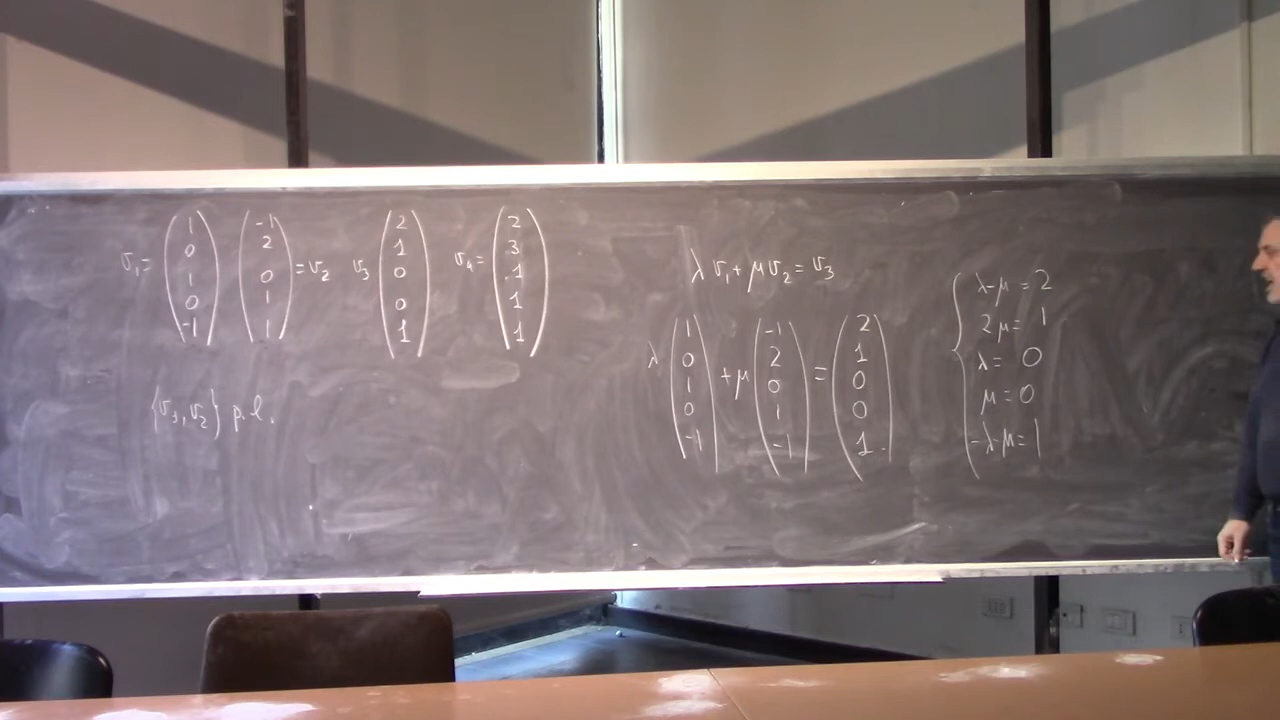 v₁ = (1 0 1 0 -1) (-1 2 0 1 1) = v₂ v₃ (2 1 0 0 1) v₄ = (2 3 1 1 1)
{v₃, v₂} p.l.
λ v₁ + μ v₂ = v₃
λ (1 0 1 0 -1) + μ (-1 2 0 1 -1) = (2 1 0 0 1)
λ-μ = 2
2μ = 1
λ = 0
μ = 0
-λ-μ = 1